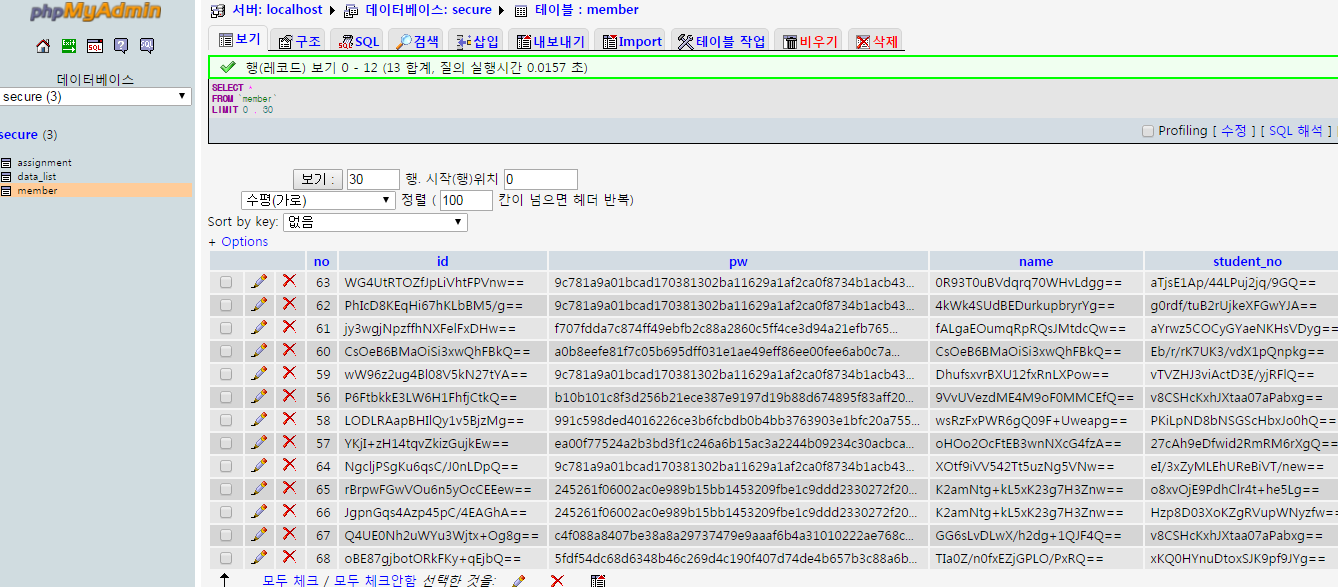 phpMyAdmin
데이터베이스
secure (3)
secure (3)
assignment
data_list
member
서버: localhost ▶ 데이터베이스: secure ▶ 테이블 : member
보기 구조 SQL 검색 삽입 내보내기 Import 테이블 작업 비우기 삭제
행(레코드) 보기 0 - 12 (13 합계, 질의 실행시간 0.0157 초)
SELECT *
FROM `member`
LIMIT 0 , 30
Profiling [ 수정 ] [ SQL 해석 ]
보기 : 30 행. 시작(행)위치 0
수평(가로) 정렬 ( 100 칸이 넘으면 헤더 반복)
Sort by key: 없음
+ Options
no id pw name student_no
63 WG4UtRTOZfJpLiVhtFPVnw== 9c781a9a01bcad170381302ba11629a1af2ca0f8734b1acb43... 0R93T0uBVdqrq70WHvLdgg== aTjsE1Ap/44LPuj2jq/9GQ==
62 PhIcD8KEqHi67hKLbBM5/g== 9c781a9a01bcad170381302ba11629a1af2ca0f8734b1acb43... 4kWk4SUdBEDurkupbryrYg== g0rdf/tuB2rUjkeXFGwYJA==
61 jy3wgjNpzffhNXFelFxDHw== f707fdda7c874ff49ebfb2c88a2860c5ff4ce3d94a21efb765... fALgaEOumqRpRQsJMtdcQw== aYrwz5COCyGYaeNKHsVDyg==
60 CsOeB6BMaOiSi3xwQhFBkQ== a0b8eefe81f7c05b695dff031e1ae49eff86ee00fee6ab0c7a... CsOeB6BMaOiSi3xwQhFBkQ== Eb/r/rK7UK3/vdX1pQnpkg==
59 wW96z2ug4Bl08V5kN27tYA== 9c781a9a01bcad170381302ba11629a1af2ca0f8734b1acb43... DhufsxvrBXU12fxRnLXPow== vTVZHJ3viActD3E/yjRFlQ==
56 P6FtbkkE3LW6H1FhfjCtkQ== b10b101c8f3d256b21ece387e9197d19b88d674895f83aff20... 9VvUVezdME4M9oF0MMCEfQ== v8CSHcKxhJXtaa07aPabxg==
58 LODLRAapBHIlQy1v5BjzMg== 991c598ded4016226ce3b6fcbdb0b4bb3763903e1bfc20a755... wsRzFxPWR6gQ09F+Uweapg== PKiLpND8bNSGScHbxJo0hQ==
57 YKjI+zH14tqvZkizGujkEw== ea00f77524a2b3bd3f1c246a6b15ac3a2244b09234c30acbca... oHOo2OcFtEB3wnNXcG4fzA== 27cAh9eDfwid2RmRM6rXgQ==
64 NgcljPSgKu6qsC/J0nLDpQ== 9c781a9a01bcad170381302ba11629a1af2ca0f8734b1acb43... XOtf9iVV542Tt5uzNg5VNw== eI/3xZyMLEhUReBiVT/new==
65 rBrpwFGwVOu6n5yOcCEEew== 245261f06002ac0e989b15bb1453209fbe1c9ddd2330272f20... K2amNtg+kL5xK23g7H3Znw== o8xvOjE9PdhClr4t+he5Lg==
66 JgpnGqs4Azp45pC/4EAGhA== 245261f06002ac0e989b15bb1453209fbe1c9ddd2330272f20... K2amNtg+kL5xK23g7H3Znw== Hzp8D03XoKZgRVupWNyzfw==
67 Q4UE0Nh2uWYu3Wjtx+Og8g== c4f088a8407be38a8a29737479e9aaaf6b4a31010222ae768c... GG6sLvDLwX/h2dg+1QJF4Q== v8CSHcKxhJXtaa07aPabxg==
68 oBE87gjbotORkFKy+qEjbQ== 5fdf54dc68d6348b46c269d4c190f407d74de4b657b3c88a6b... TIa0Z/n0fxEZjGPLO/PxRQ== xKQ0HYnuDtoxSJK9pf9JYg==
모두 체크 / 모두 체크안함 선택한 것을: